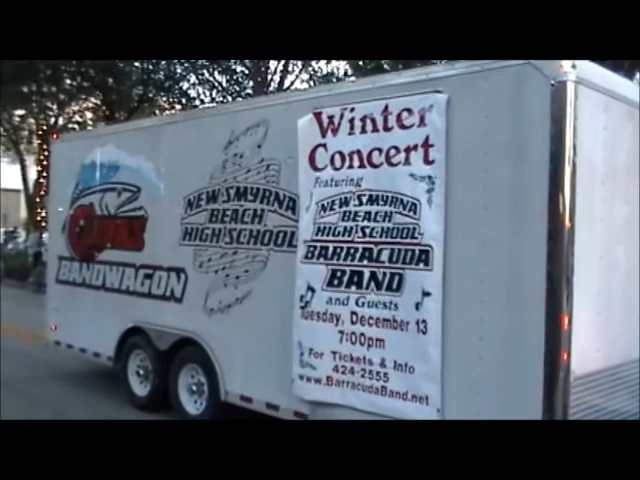 BANDWAGON
NEW SMYRNA
BEACH
HIGH SCHOOL
Winter
Concert
Featuring
NEW SMYRNA
BEACH
HIGH SCHOOL
BARRACUDA
BAND
and Guests
Tuesday, December 13
7:00pm
For Tickets & Info
424-2555
www.BarracudaBand.net